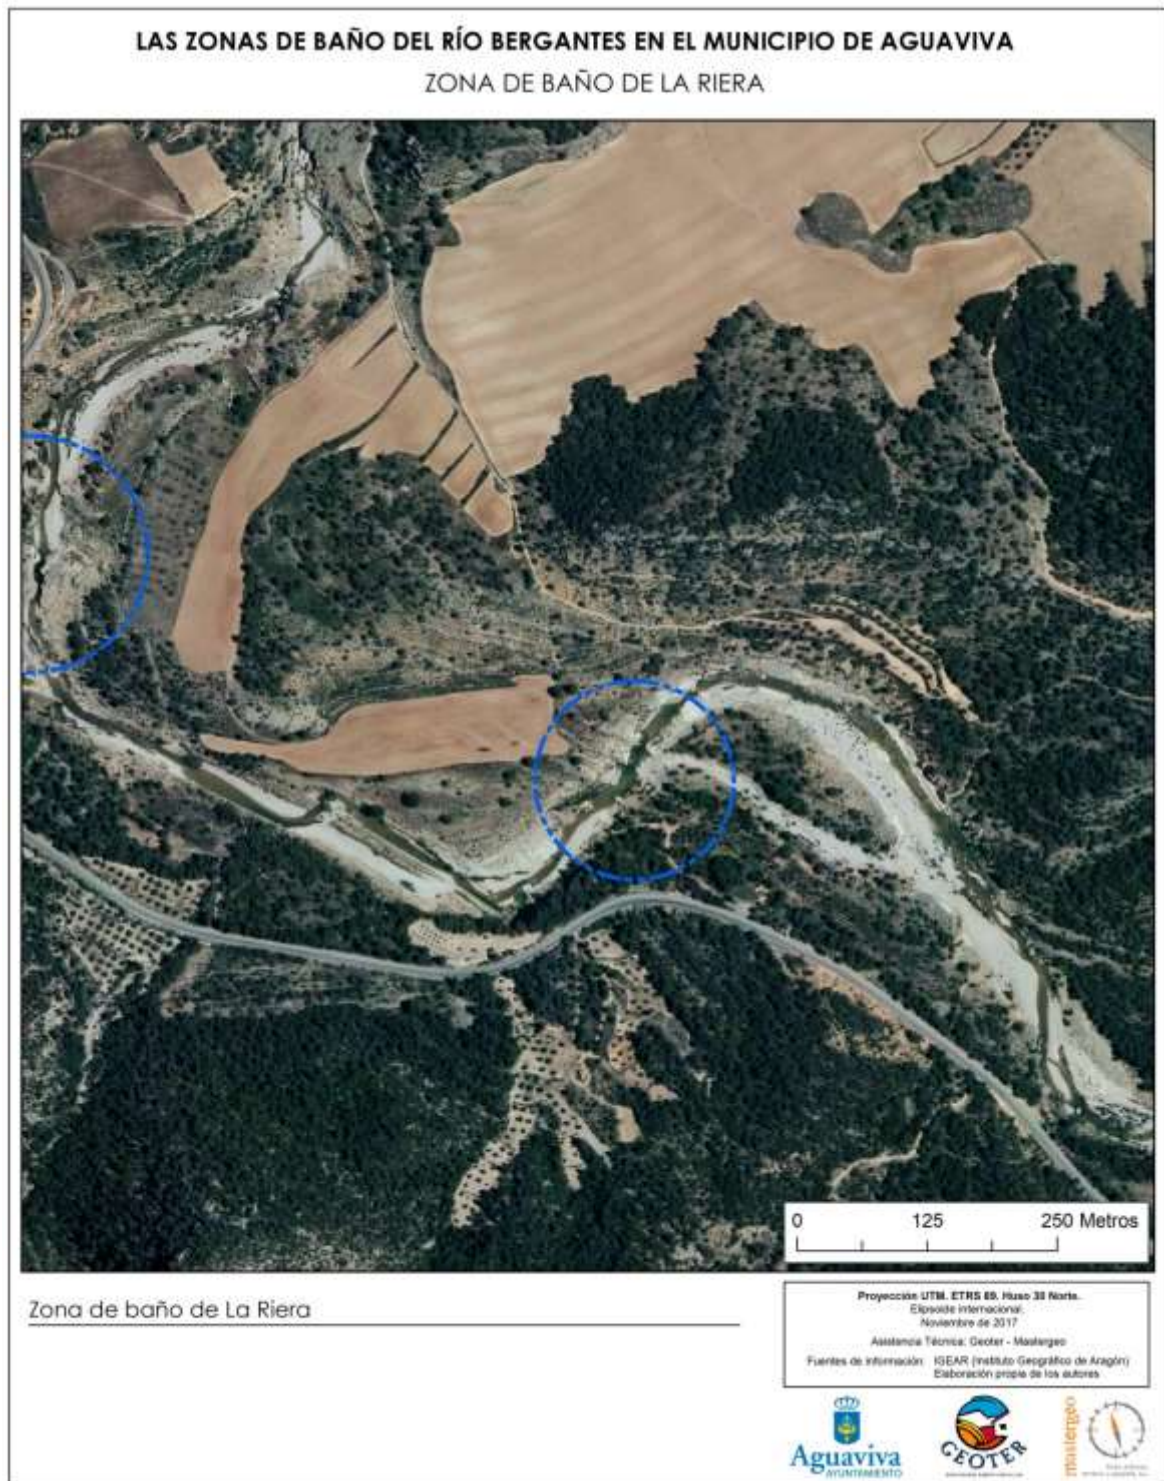 LAS ZONAS DE BAÑO DEL RÍO BERGANTES EN EL MUNICIPIO DE AGUAVIVA
ZONA DE BAÑO DE LA RIERA
0 125 250 Metros
Zona de baño de La Riera
Proyección UTM. ETRS 89. Huso 30 Norte.
Elipsoide internacional.
Noviembre de 2017
Asistencia Técnica: Geoter - Mastergeo
Fuentes de información: IGEAR (Instituto Geográfico de Aragón)
Elaboración propia de los autores
Aguaviva
AYUNTAMIENTO
GEOTER
mastergeo